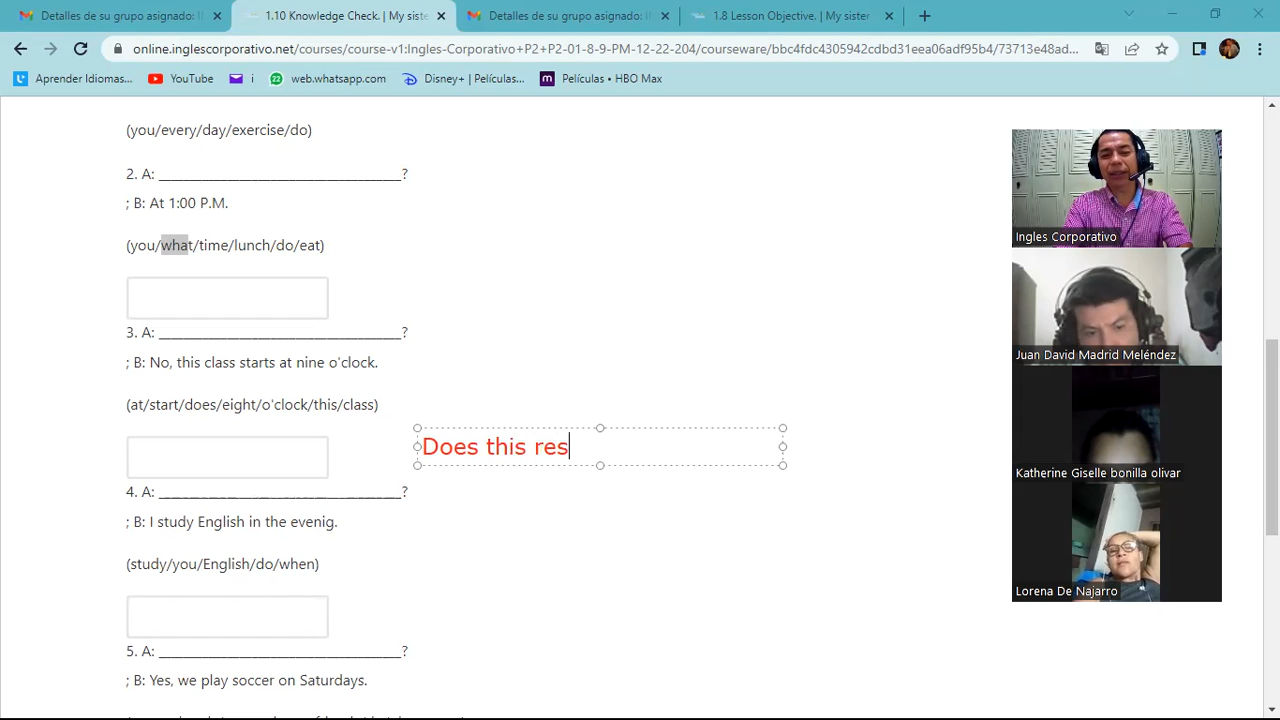 Detalles de su grupo asignado: I
1.10 Knowledge Check. | My siste
Detalles de su grupo asignado: I
1.8 Lesson Objective. | My sister
online.inglescorporativo.net/courses/course-v1:Ingles-Corporativo+P2+P2-01-8-9-PM-12-22-204/courseware/bbc4fdc4305942cdbd31eea06adf95b4/73713e48ad...
Aprender Idiomas...
YouTube
i
22
web.whatsapp.com
Disney+ | Películas,...
m
Películas • HBO Max
(you/every/day/exercise/do)
2. A: ___________________________________?
; B: At 1:00 P.M.
(you/what/time/lunch/do/eat)
3. A: ___________________________________?
; B: No, this class starts at nine o'clock.
(at/start/does/eight/o'clock/this/class)
Does this res
4. A: ___________________________________?
; B: I study English in the evenig.
(study/you/English/do/when)
5. A: ___________________________________?
; B: Yes, we play soccer on Saturdays.
Ingles Corporativo
Juan David Madrid Meléndez
Katherine Giselle bonilla olivar
Lorena De Najarro